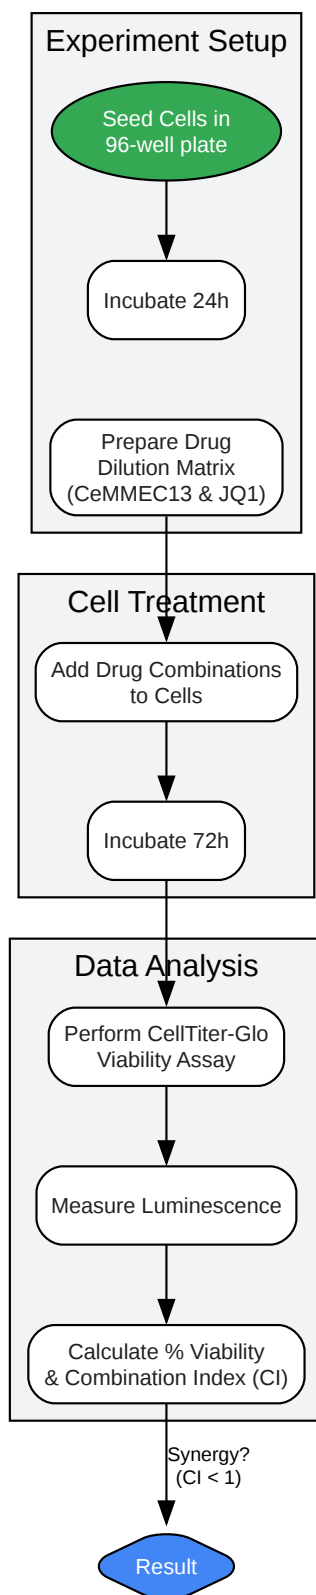 Experiment Setup
Seed Cells in
96-well plate
Incubate 24h
Prepare Drug
Dilution Matrix
(CeMMEC13 & JQ1)
Cell Treatment
Add Drug Combinations
to Cells
Incubate 72h
Data Analysis
Perform CellTiter-Glo
Viability Assay
Measure Luminescence
Calculate % Viability
& Combination Index (CI)
Synergy?
(CI < 1)
Result